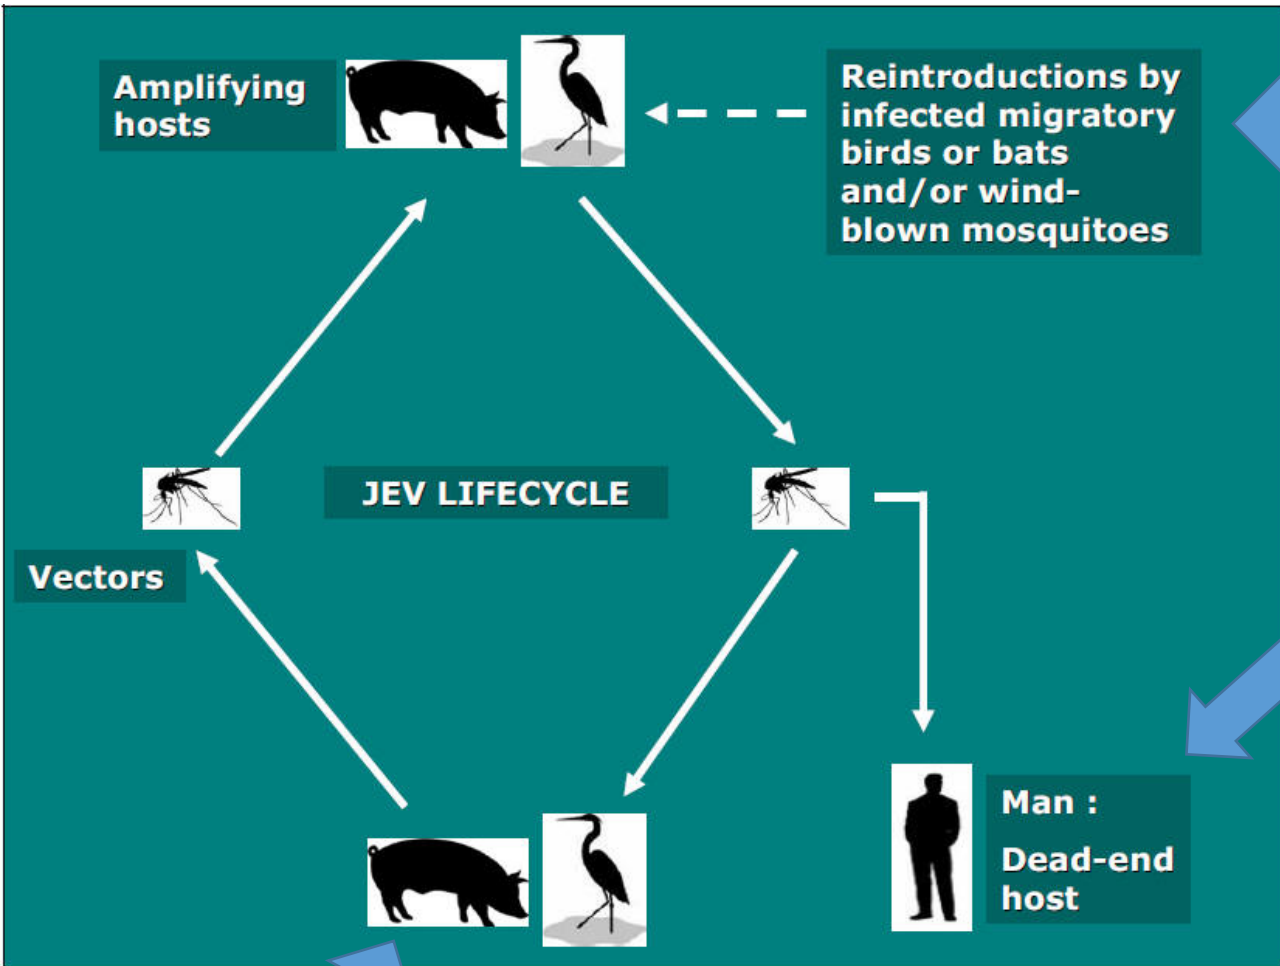 Amplifying
hosts
Reintroductions by
infected migratory
birds or bats
and/or wind-
blown mosquitoes
JEV LIFECYCLE
Vectors
Man :
Dead-end
host